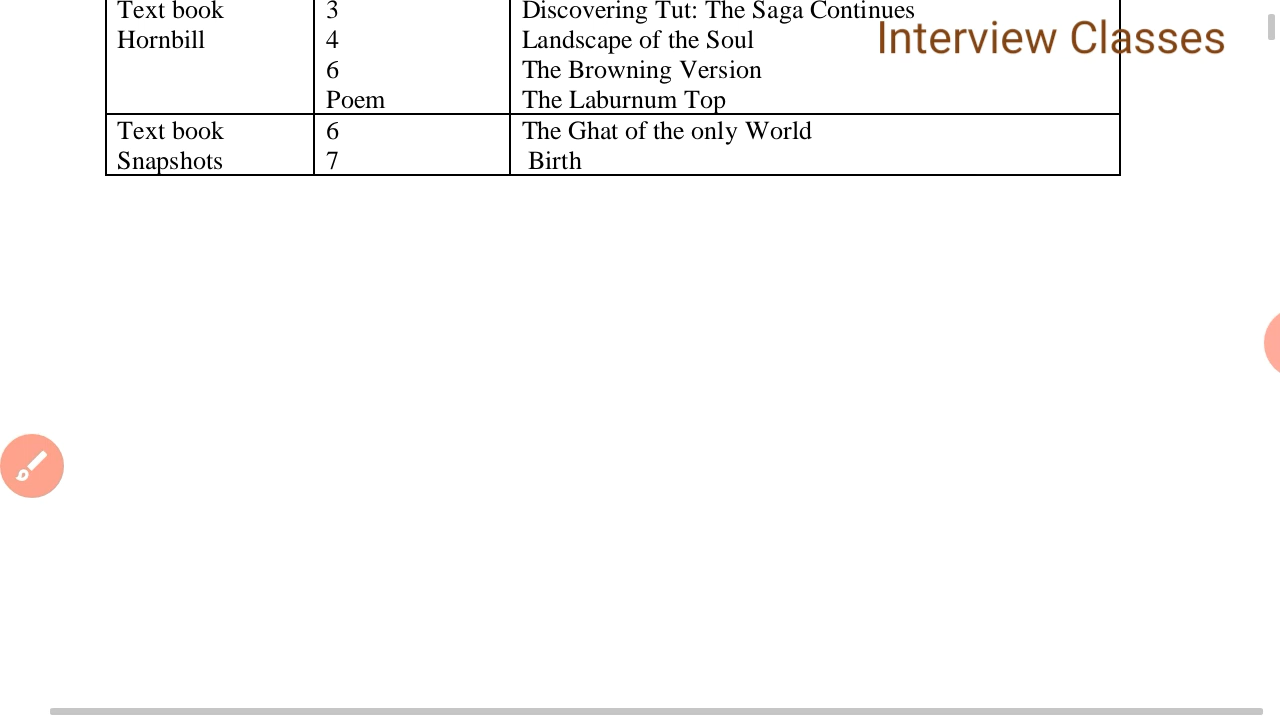 Text book 3 Discovering Tut: The Saga Continues
Interview Classes
Hornbill 4 Landscape of the Soul
6 The Browning Version
Poem The Laburnum Top
Text book 6 The Ghat of the only World
Snapshots 7 Birth